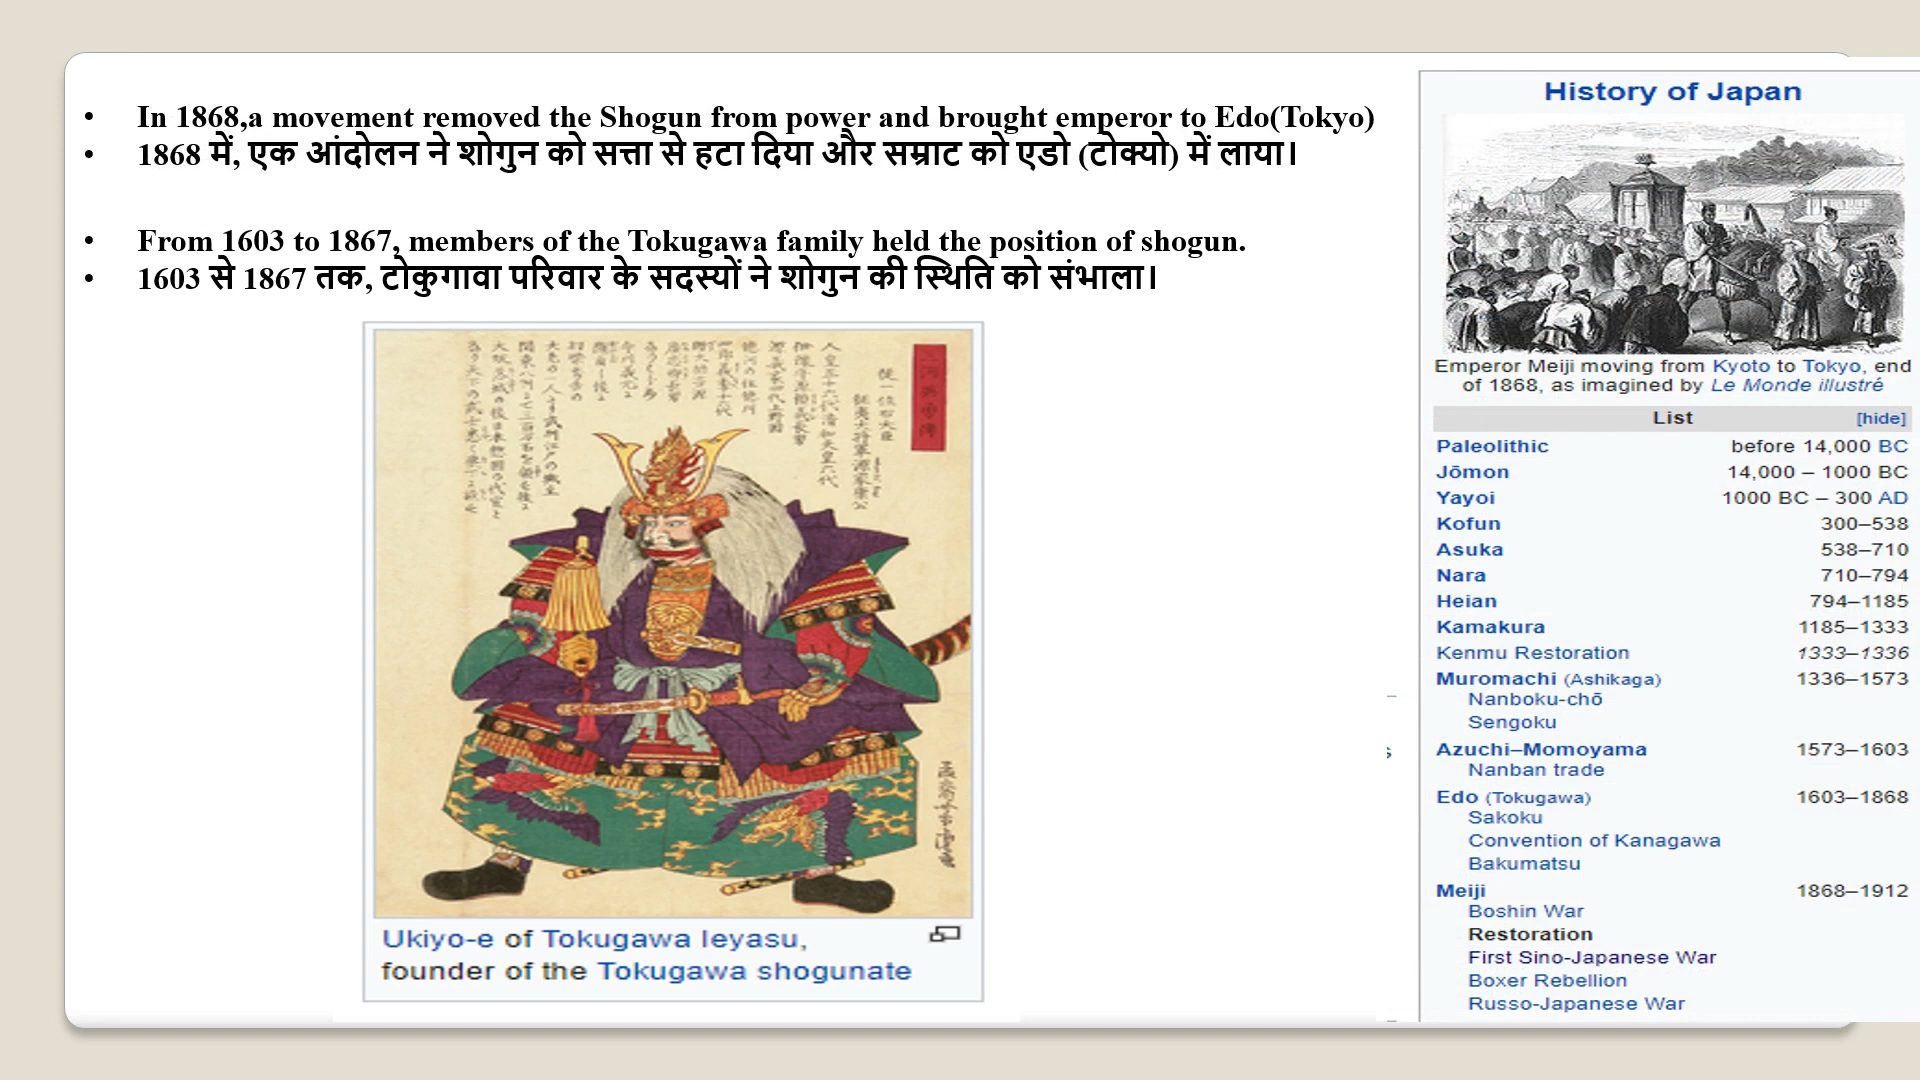 • In 1868,a movement removed the Shogun from power and brought emperor to Edo(Tokyo)
• 1868 में, एक आंदोलन ने शोगुन को सत्ता से हटा दिया और सम्राट को एडो (टोक्यो) में लाया।
• From 1603 to 1867, members of the Tokugawa family held the position of shogun.
• 1603 से 1867 तक, टोकुगावा परिवार के सदस्यों ने शोगुन की स्थिति को संभाला।
Ukiyo-e of Tokugawa Ieyasu,
founder of the Tokugawa shogunate
History of Japan
Emperor Meiji moving from Kyoto to Tokyo, end
of 1868, as imagined by Le Monde illustré
List [hide]
Paleolithic before 14,000 BC
Jōmon 14,000 – 1000 BC
Yayoi 1000 BC – 300 AD
Kofun 300–538
Asuka 538–710
Nara 710–794
Heian 794–1185
Kamakura 1185–1333
Kenmu Restoration 1333–1336
Muromachi (Ashikaga) 1336–1573
Nanboku-chō
Sengoku
Azuchi–Momoyama 1573–1603
Nanban trade
Edo (Tokugawa) 1603–1868
Sakoku
Convention of Kanagawa
Bakumatsu
Meiji 1868–1912
Boshin War
Restoration
First Sino-Japanese War
Boxer Rebellion
Russo-Japanese War